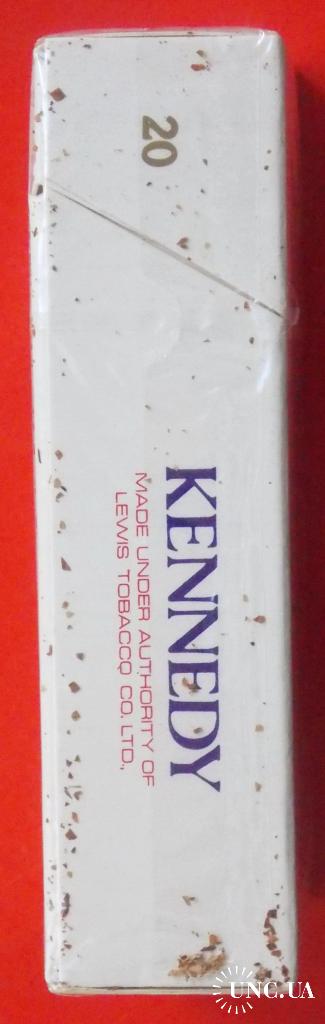 20
KENNEDY
MADE UNDER AUTHORITY OF
LEWIS TOBACCO CO. LTD.,
UNC.UA